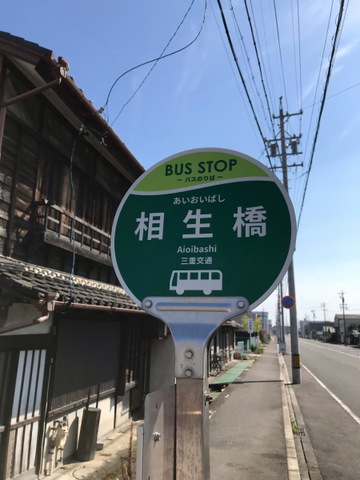 BUS STOP
ーバスのりばー
あいおいばし
相生橋
Aioibashi
三重交通